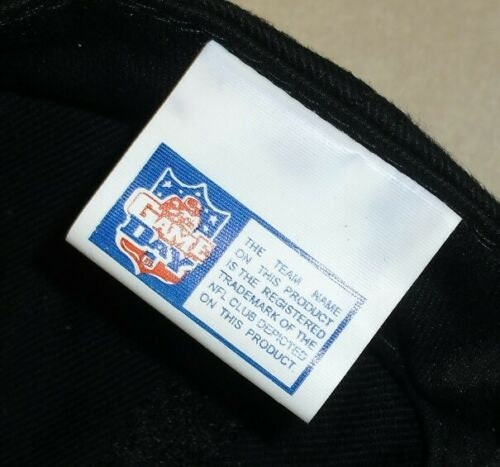 GAME
DAY
THE TEAM NAME
ON THIS PRODUCT
IS THE REGISTERED
TRADEMARK OF THE
NFL CLUB DEPICTED
ON THIS PRODUCT